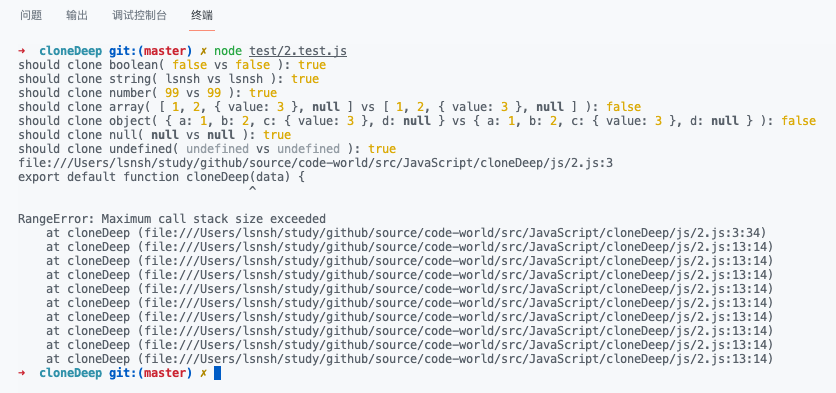 问题 输出 调试控制台 终端
→ cloneDeep git:(master) ✗ node test/2.test.js
should clone boolean( false vs false ): true
should clone string( lsnsh vs lsnsh ): true
should clone number( 99 vs 99 ): true
should clone array( [ 1, 2, { value: 3 }, null ] vs [ 1, 2, { value: 3 }, null ] ): false
should clone object( { a: 1, b: 2, c: { value: 3 }, d: null } vs { a: 1, b: 2, c: { value: 3 }, d: null } ): false
should clone null( null vs null ): true
should clone undefined( undefined vs undefined ): true
file:///Users/lsnsh/study/github/source/code-world/src/JavaScript/cloneDeep/js/2.js:3
export default function cloneDeep(data) {
^
RangeError: Maximum call stack size exceeded
at cloneDeep (file:///Users/lsnsh/study/github/source/code-world/src/JavaScript/cloneDeep/js/2.js:3:34)
at cloneDeep (file:///Users/lsnsh/study/github/source/code-world/src/JavaScript/cloneDeep/js/2.js:13:14)
at cloneDeep (file:///Users/lsnsh/study/github/source/code-world/src/JavaScript/cloneDeep/js/2.js:13:14)
at cloneDeep (file:///Users/lsnsh/study/github/source/code-world/src/JavaScript/cloneDeep/js/2.js:13:14)
at cloneDeep (file:///Users/lsnsh/study/github/source/code-world/src/JavaScript/cloneDeep/js/2.js:13:14)
at cloneDeep (file:///Users/lsnsh/study/github/source/code-world/src/JavaScript/cloneDeep/js/2.js:13:14)
at cloneDeep (file:///Users/lsnsh/study/github/source/code-world/src/JavaScript/cloneDeep/js/2.js:13:14)
at cloneDeep (file:///Users/lsnsh/study/github/source/code-world/src/JavaScript/cloneDeep/js/2.js:13:14)
at cloneDeep (file:///Users/lsnsh/study/github/source/code-world/src/JavaScript/cloneDeep/js/2.js:13:14)
at cloneDeep (file:///Users/lsnsh/study/github/source/code-world/src/JavaScript/cloneDeep/js/2.js:13:14)
→ cloneDeep git:(master) ✗